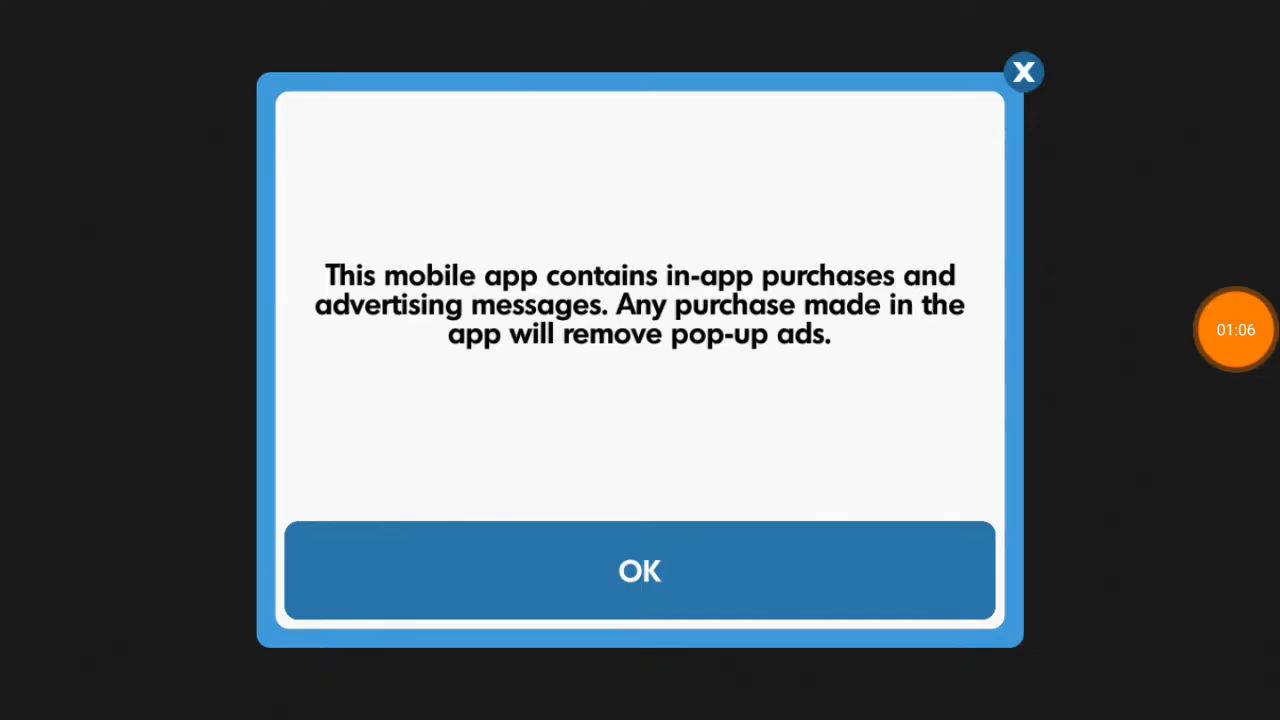 X
This mobile app contains in-app purchases and
advertising messages. Any purchase made in the
app will remove pop-up ads.
01:06
OK